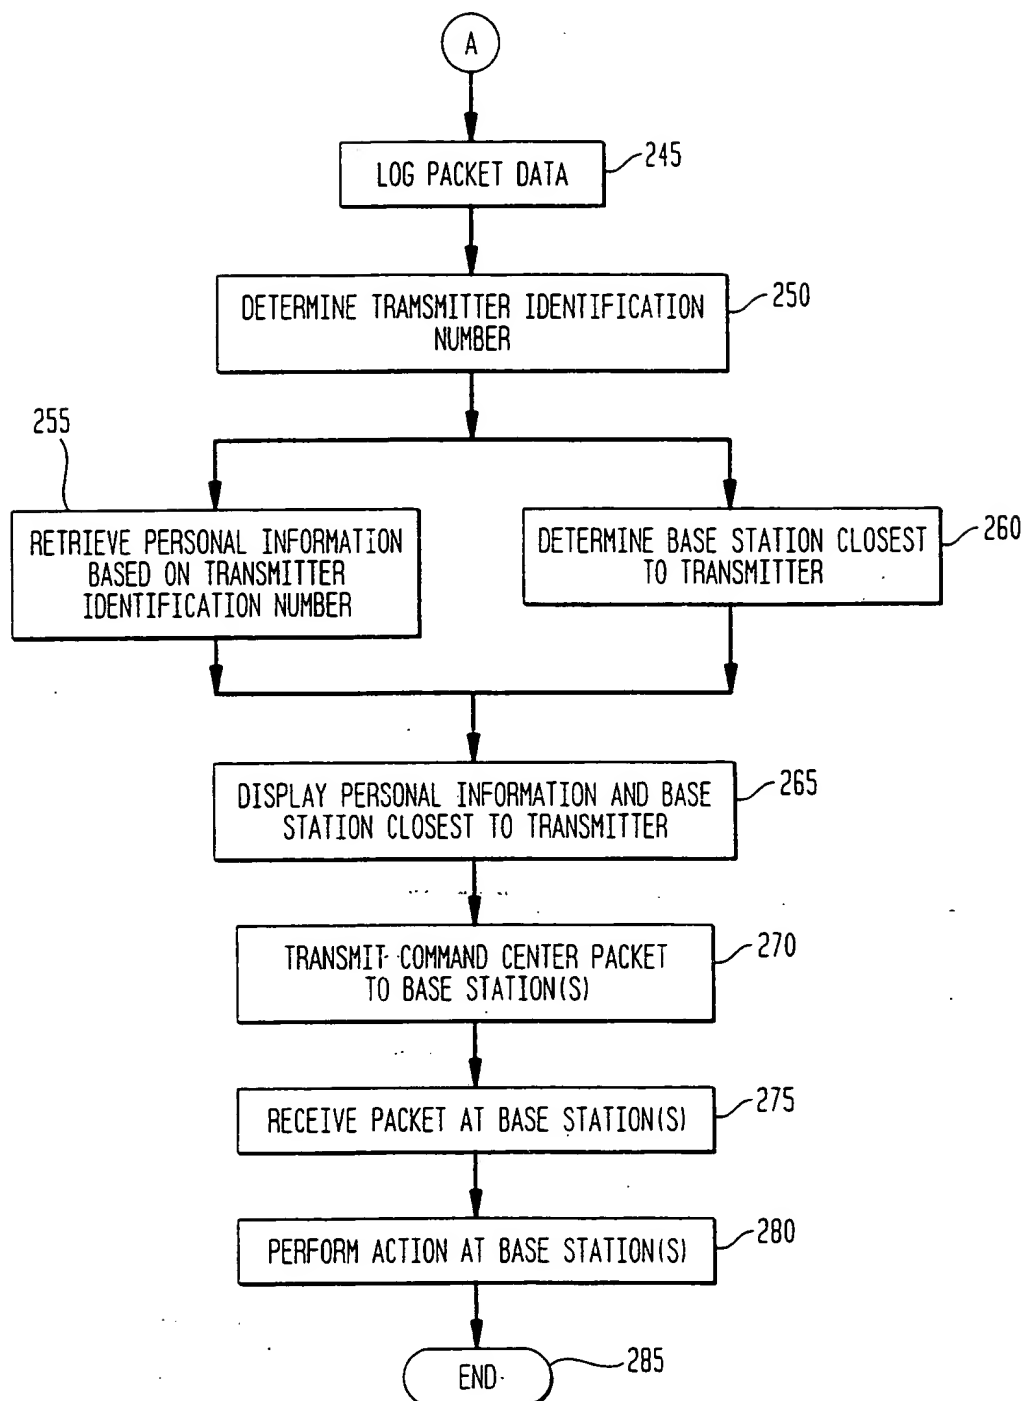 A
LOG PACKET DATA
245
DETERMINE TRAMSMITTER IDENTIFICATION
NUMBER
250
255
RETRIEVE PERSONAL INFORMATION
BASED ON TRANSMITTER
IDENTIFICATION NUMBER
DETERMINE BASE STATION CLOSEST
TO TRANSMITTER
260
DISPLAY PERSONAL INFORMATION AND BASE
STATION CLOSEST TO TRANSMITTER
265
TRANSMIT COMMAND CENTER PACKET
TO BASE STATION(S)
270
RECEIVE PACKET AT BASE STATION(S)
275
PERFORM ACTION AT BASE STATION(S)
280
END
285